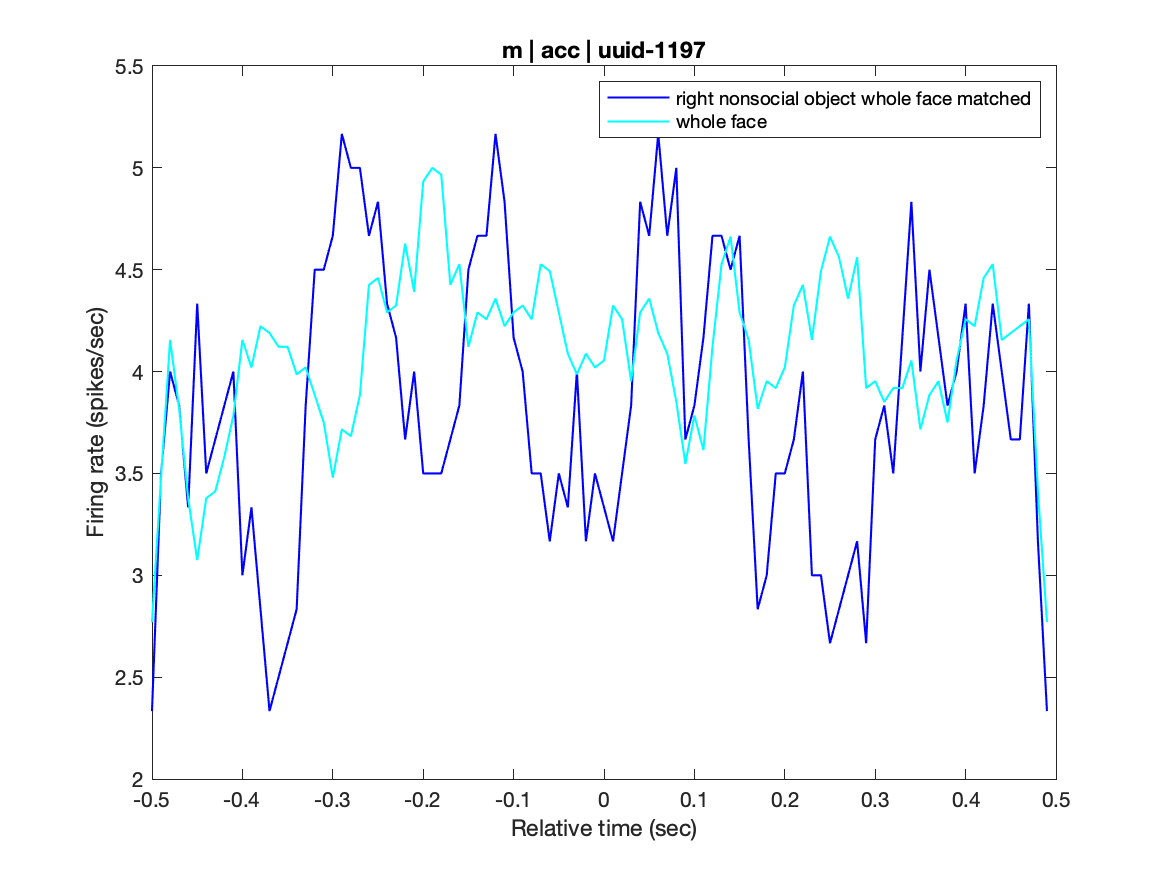 m | acc | uuid-1197
right nonsocial object whole face matched
whole face
Firing rate (spikes/sec)
5.5
5
4.5
4
3.5
3
2.5
2
-0.5 -0.4 -0.3 -0.2 -0.1 0 0.1 0.2 0.3 0.4 0.5
Relative time (sec)